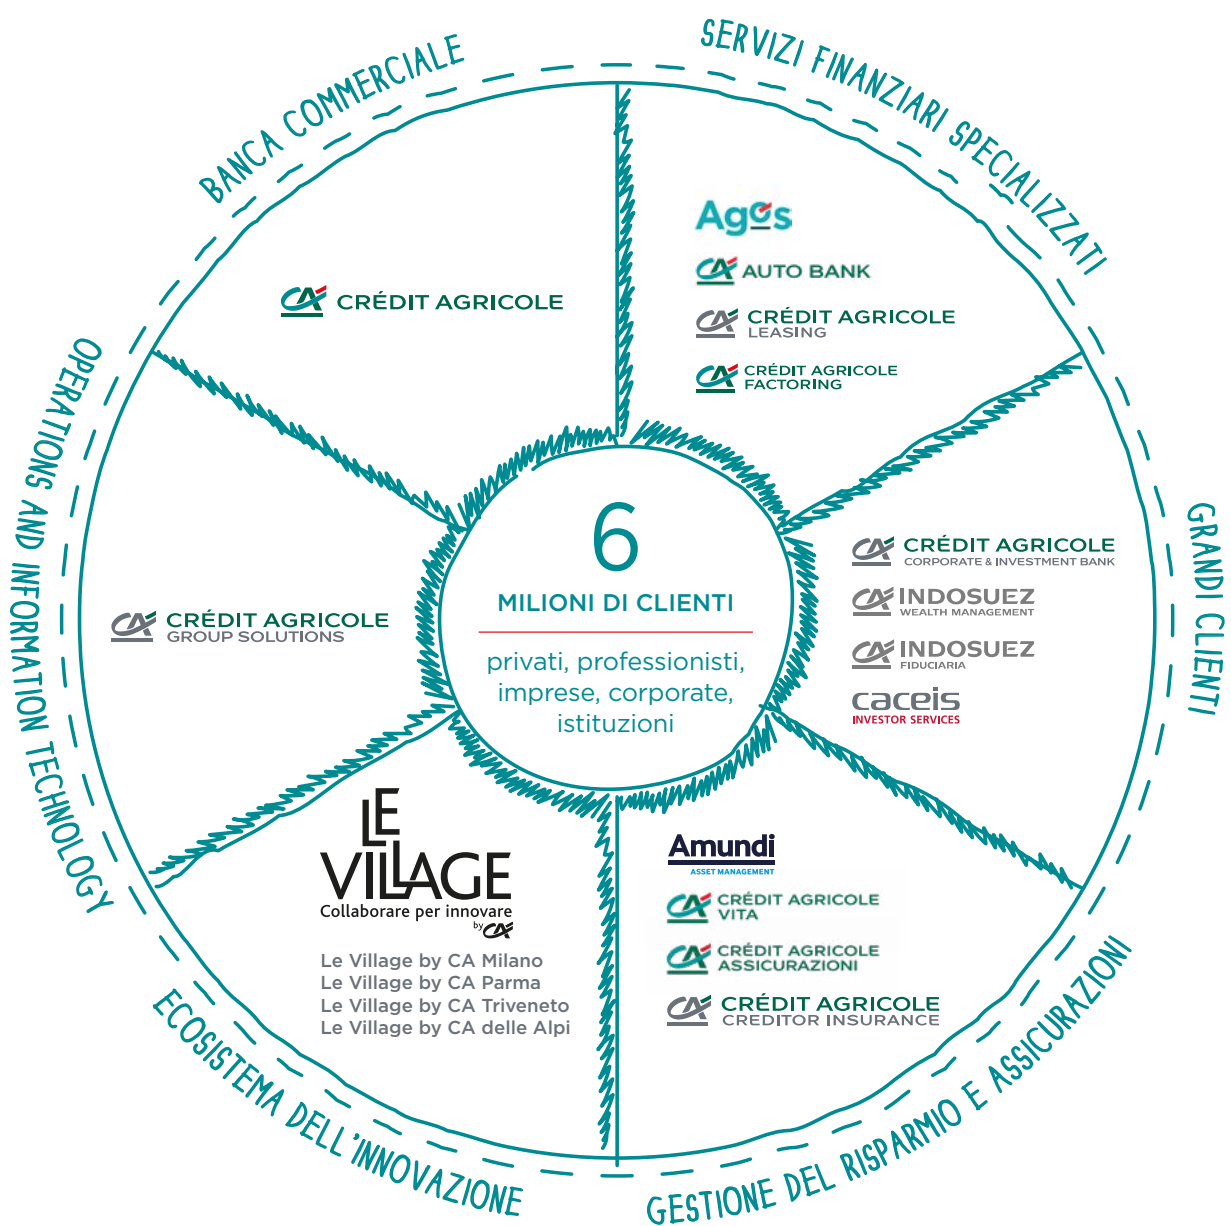 BANCA COMMERCIALE
CRÉDIT AGRICOLE
SERVIZI FINANZIARI SPECIALIZZATI
Agos
CA AUTO BANK
CRÉDIT AGRICOLE
LEASING
CRÉDIT AGRICOLE
FACTORING
GRANDI CLIENTI
CRÉDIT AGRICOLE
CORPORATE & INVESTMENT BANK
INDOSUEZ
WEALTH MANAGEMENT
INDOSUEZ
FIDUCIARIA
caceis
INVESTOR SERVICES
GESTIONE DEL RISPARMIO E ASSICURAZIONI
Amundi
ASSET MANAGEMENT
CRÉDIT AGRICOLE
VITA
CRÉDIT AGRICOLE
ASSICURAZIONI
CRÉDIT AGRICOLE
CREDITOR INSURANCE
ECOSISTEMA DELL'INNOVAZIONE
LE
VILLAGE
Collaborare per innovare
by CA
Le Village by CA Milano
Le Village by CA Parma
Le Village by CA Triveneto
Le Village by CA delle Alpi
OPERATIONS AND INFORMATION TECHNOLOGY
CRÉDIT AGRICOLE
GROUP SOLUTIONS
6
MILIONI DI CLIENTI
privati, professionisti,
imprese, corporate,
istituzioni